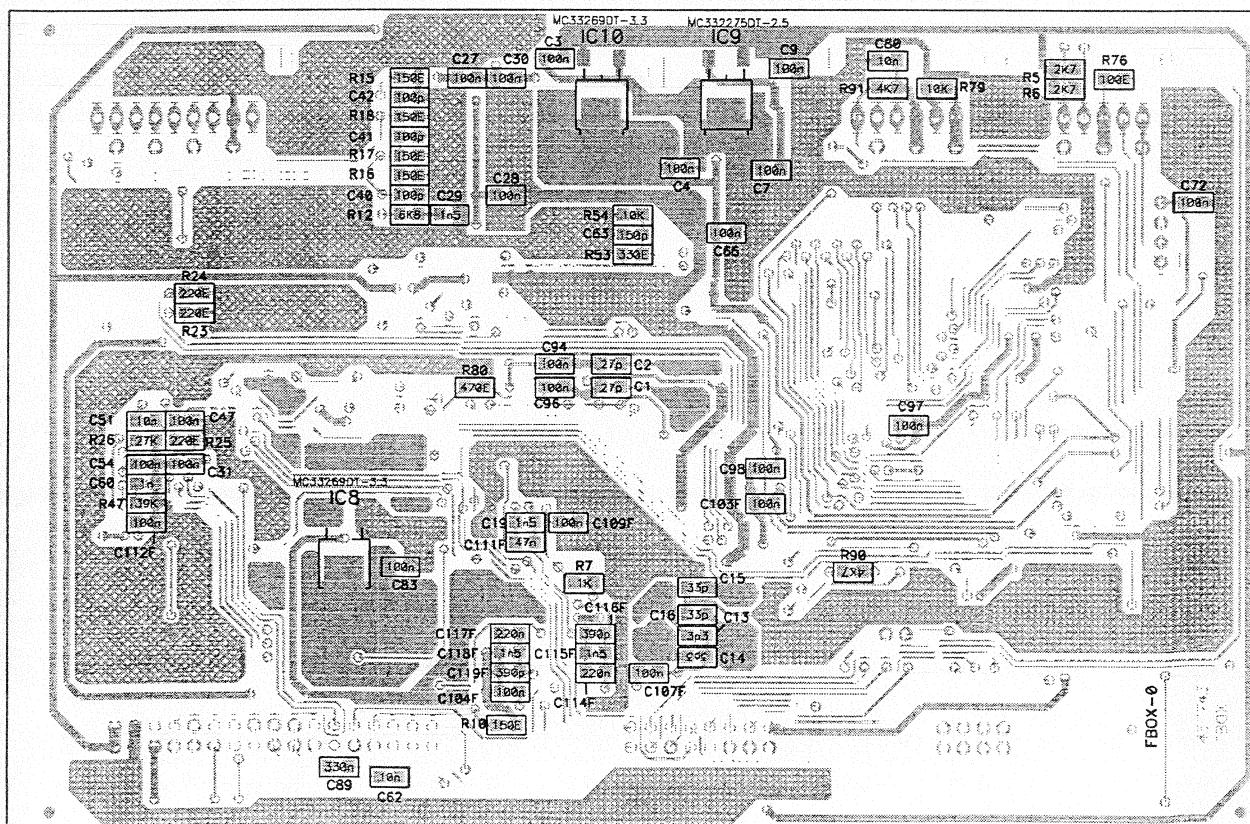 MC33269DT-3.3 MC33275DT-2.5
C3 IC10 IC9 C9 C80
100n 100n 10n
C27 C30
R15 150E 100n 100n
R5 2K7 R76
R6 2K7 100E
R91 4K7 10K R79
C42 100p
R18 150E
C41 100p
R17 150E
R16 150E
100n C4 100n C7
C40 100p C29 C28 100n
C72 100n
R12 6K8 1n5
R54 10K
C63 150p
R53 330E
100n C66
R24
220E
220E
R23
C94
100n 27p C2
R80
470E 100n 27p C1
C96
C97
100n
C51 10n 100n C47
R26 27K 220E R25
C54 100n 100n C31
C60 1n
R47 39K
100n
C112F
C98 100n
C103F 100n
MC33269DT-3.3
IC8
C19 1n5 100n C109F
C111F 47n
100n C83
R7
1K
R90
4K7
C15
33p
C16 33p C13
3p3
C14
C116F
C117F 220n 390p
C118F 1n5 C115F 1n5
C119F 390p 220n 100n
C104F 100n C114F C107F
R10 150E
330n C89
10n C62
FBOX-0